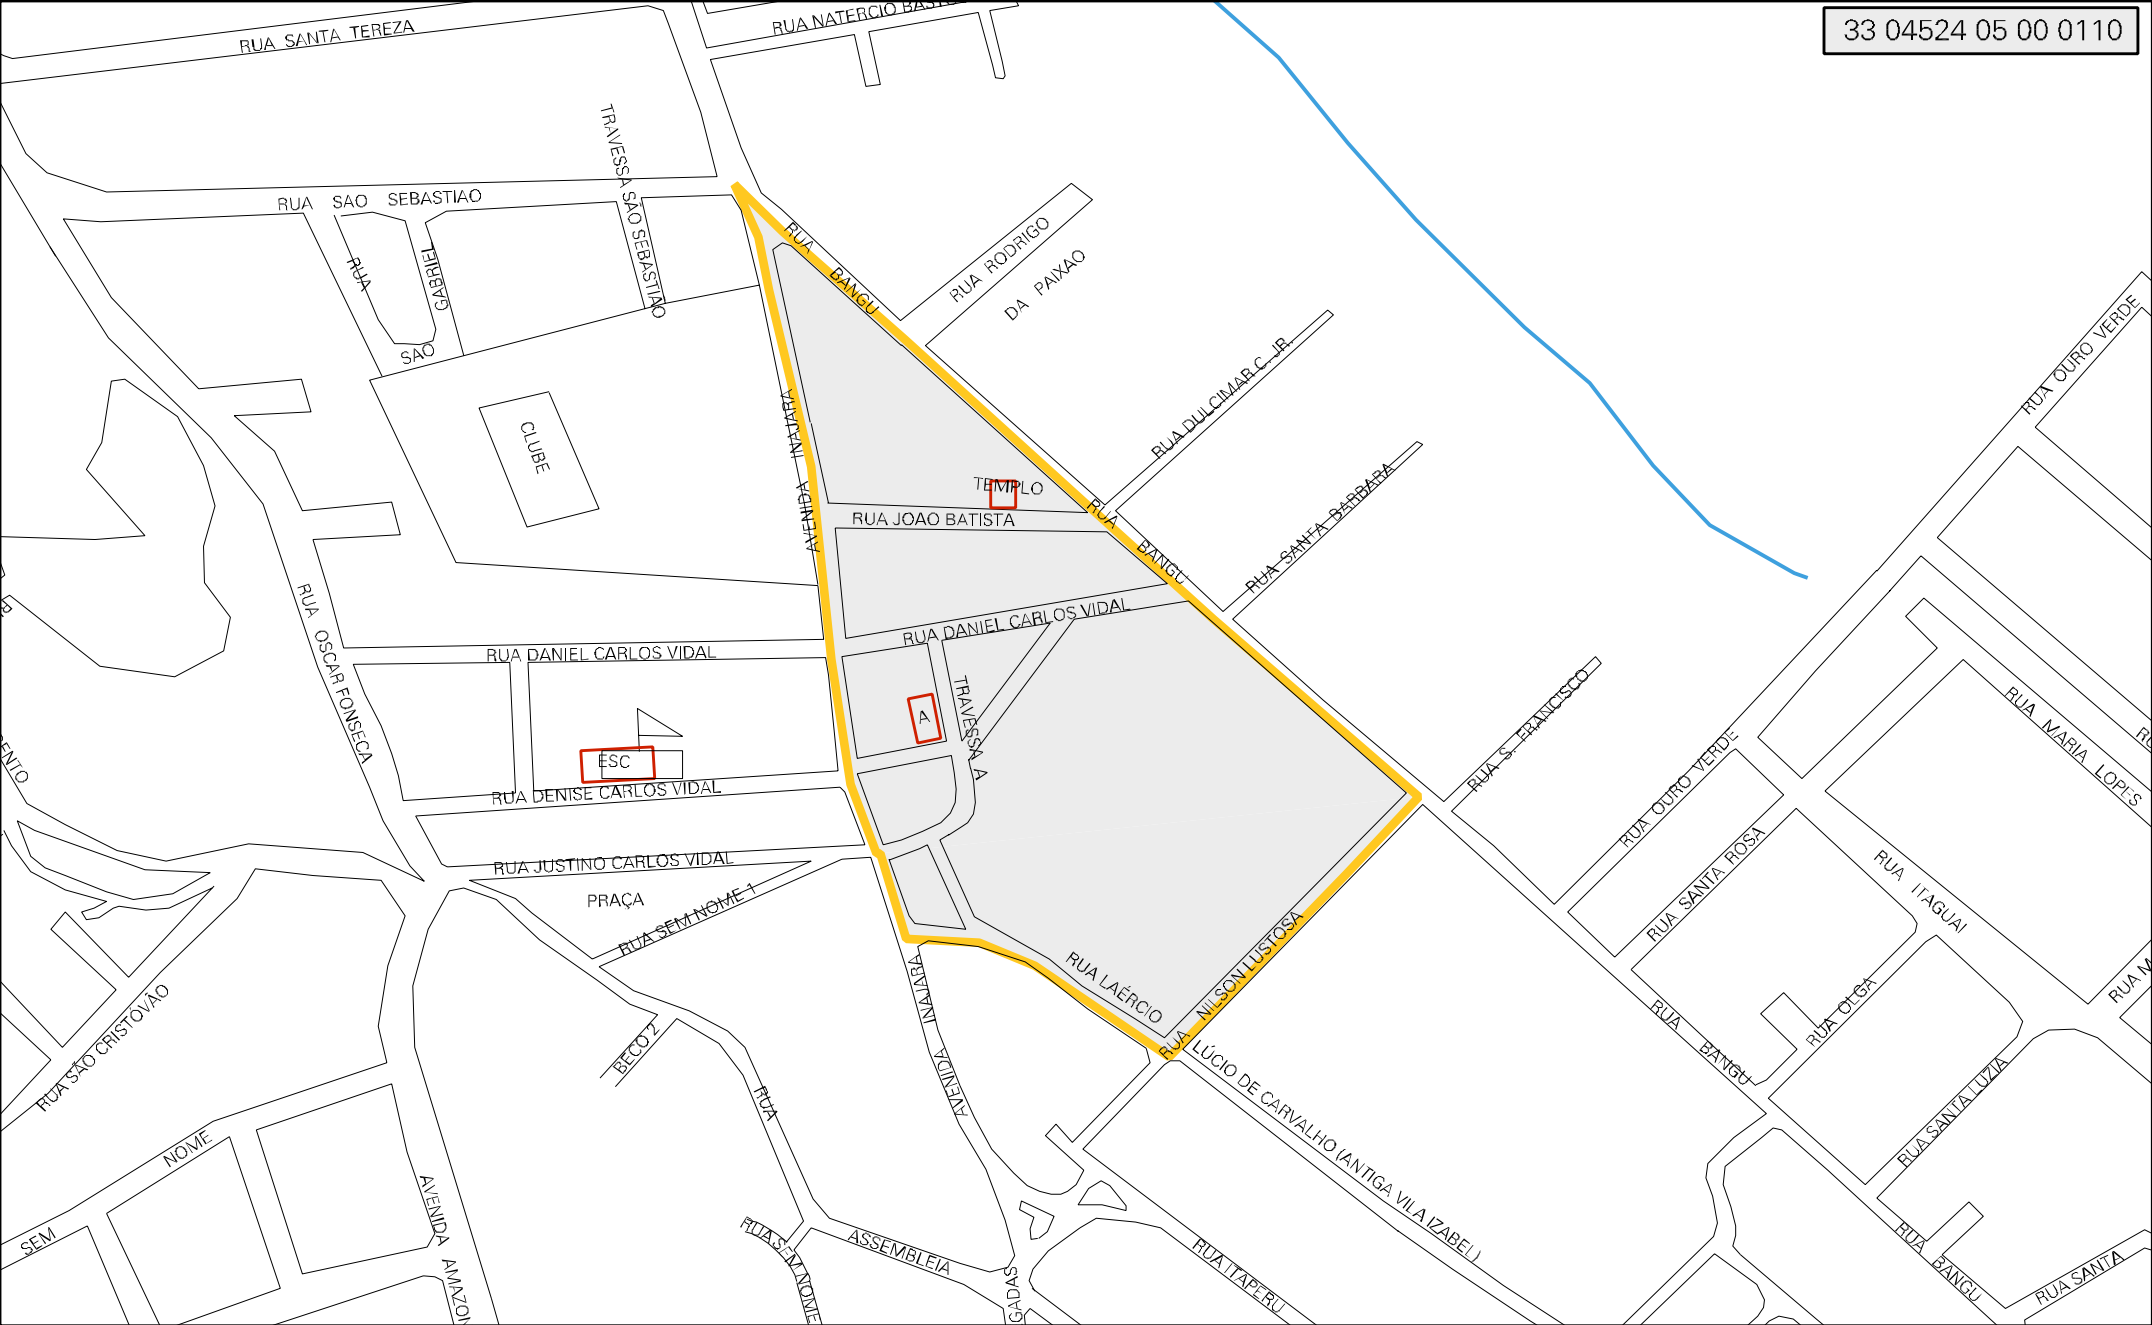 33 04524 05 00 0110
RUA SANTA TEREZA
RUA NATERCIO
RUA SAO SEBASTIAO
TRAVESSA SÃO SEBASTIAO
RUA
GABRIEL
SAO
RUA BANGU
RUA RODRIGO
DA PAIXAO
RUA DULCIMAR C. JR.
RUA SANTA BARBARA
RUA OURO VERDE
CLUBE
AVENIDA INAJARA
TEMPLO
RUA JOAO BATISTA
RUA BANGU
RUA DANIEL CARLOS VIDAL
RUA OSCAR FONSECA
RUA DANIEL CARLOS VIDAL
TRAVESSA A
A
ESC
RUA DENISE CARLOS VIDAL
RUA S. FRANCISCO
RUA OURO VERDE
RUA MARIA LOPES
RUA JUSTINO CARLOS VIDAL
PRAÇA
RUA SEM NOME 1
RUA SANTA ROSA
RUA ITAGUAI
RUA LAÉRCIO
RUA NILSON LUSTOSA
AVENIDA INAJARA
RUA SÃO CRISTOVÃO
BECO 2
RUA
RUA BANGU
RUA OLGA
RUA M
LÚCIO DE CARVALHO (ANTIGA VILA IZABEL)
RUA SANTA LUZIA
SEM NOME
AVENIDA AMAZON
RUA SEM NOME
ASSEMBLEIA
GADAS
RUA ITAPERU
RUA BANGU
RUA SANTA
ENTO